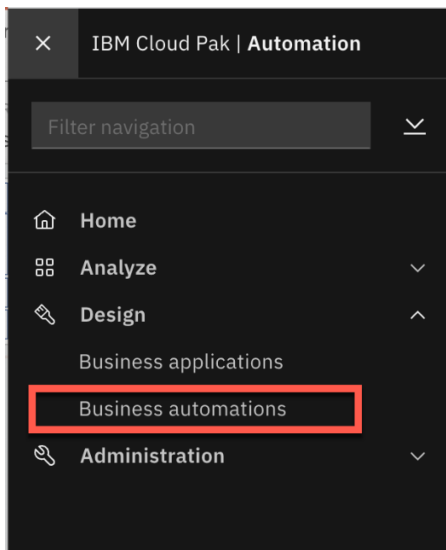 IBM Cloud Pak | Automation
Filter navigation
Home
Analyze
Design
Business applications
Business automations
Administration